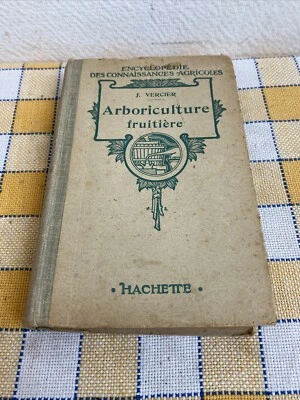 ENCYCLOPÉDIE
DES CONNAISSANCES AGRICOLES
J. VERCIER
Arboriculture
fruitière
• HACHETTE •